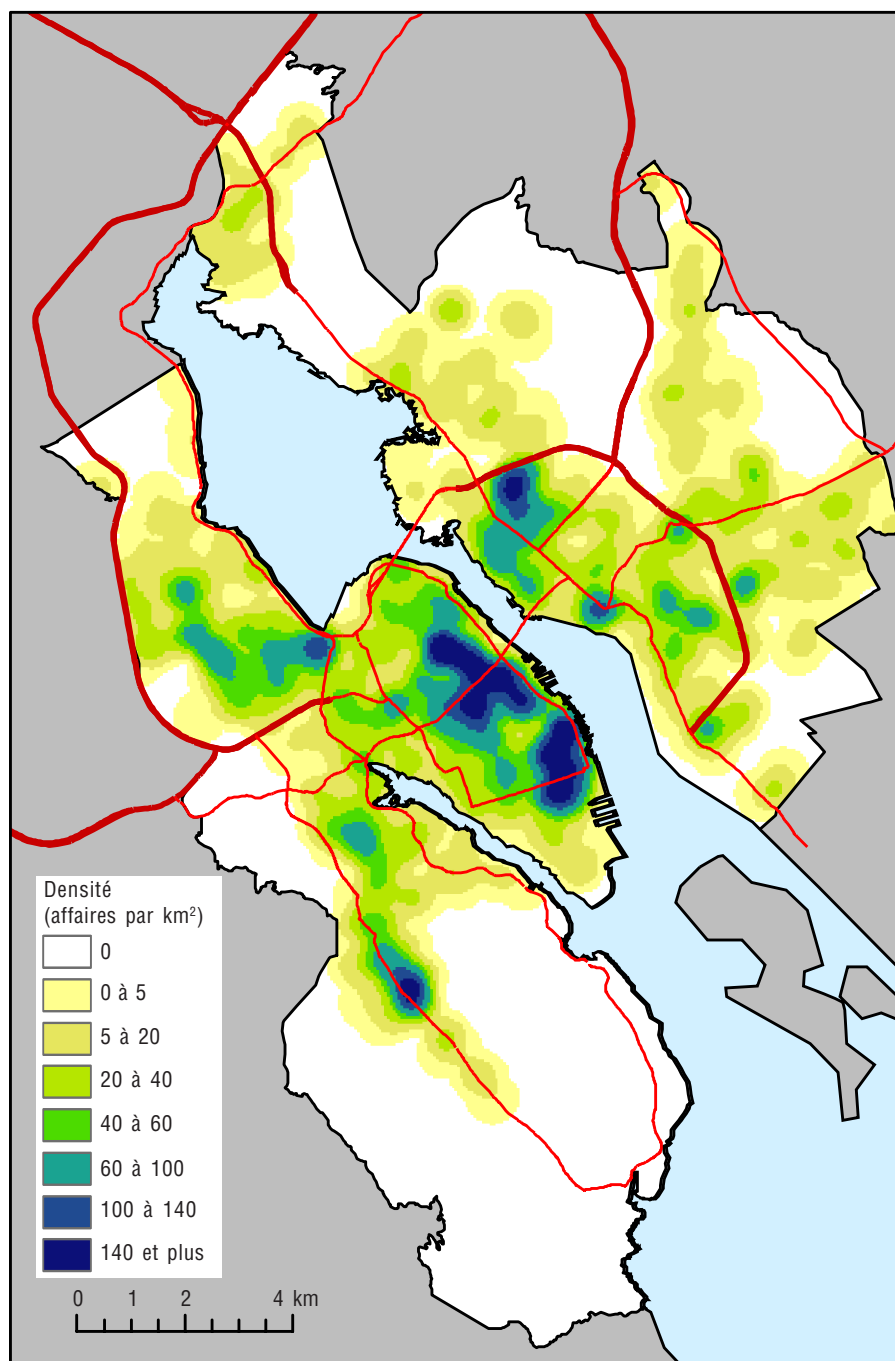 Densité
(affaires par km²)
0
0 à 5
5 à 20
20 à 40
40 à 60
60 à 100
100 à 140
140 et plus
0 1 2 4 km